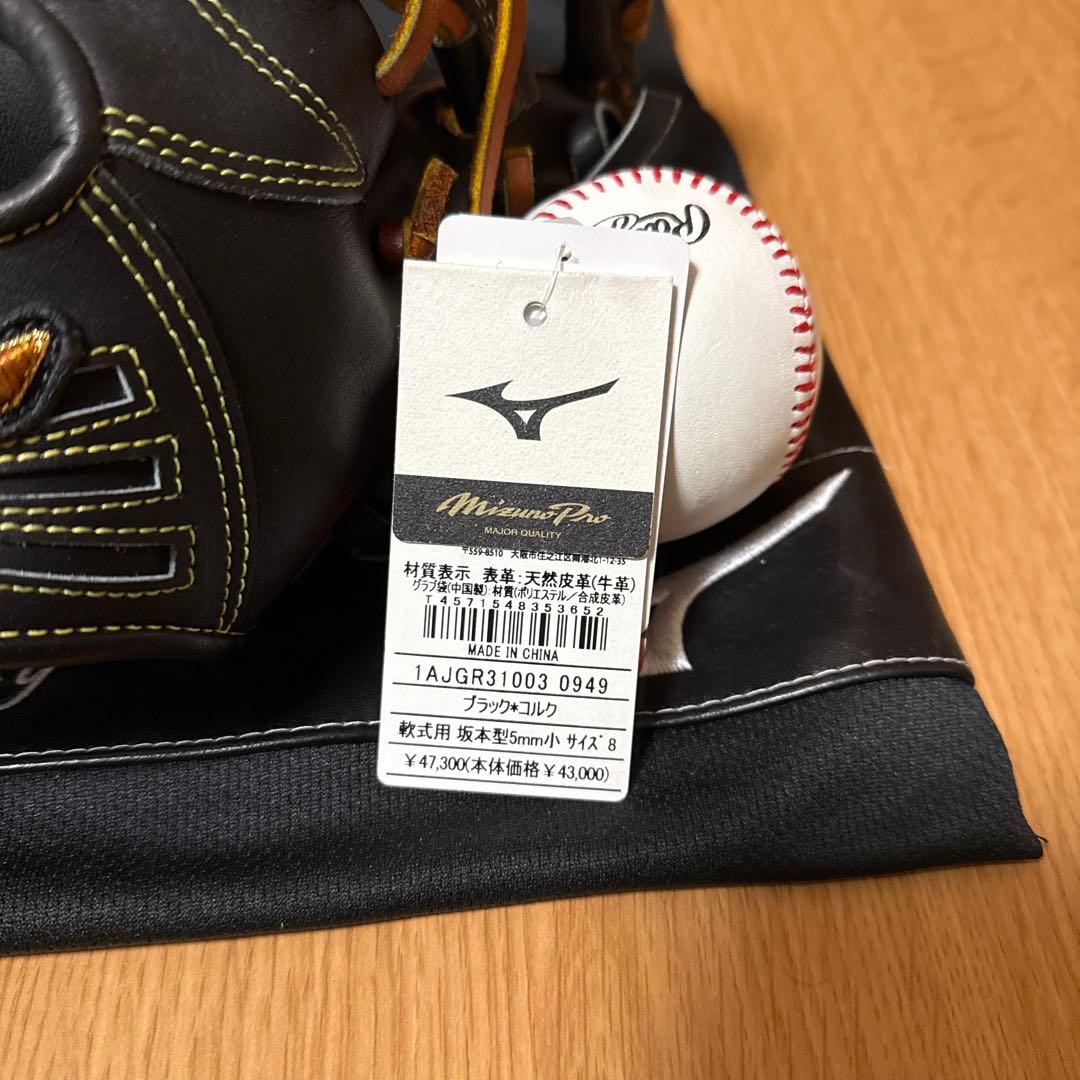 Mizuno Pro
MAJOR QUALITY
〒559-8510 大阪市住之江区南港北1-12-35
材質表示 表革:天然皮革(牛革)
グラブ袋(中国製):材質(ポリエステル/合成皮革)
T 4571548353652
MADE IN CHINA
1AJGR31003 0949
ブラック*コルク
軟式用 坂本型5mm小 サイズ8
￥47,300(本体価格￥43,000)